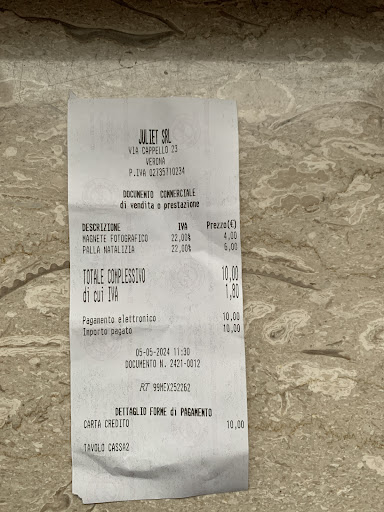 JULIET SRL
VIA CAPPELLO 23
VERONA
P.IVA 02735710234
DOCUMENTO COMMERCIALE
di vendita o prestazione
DESCRIZIONE IVA Prezzo(€)
MAGNETE FOTOGRAFICO 22,00% 4,00
PALLA NATALIZIA 22,00% 6,00
TOTALE COMPLESSIVO 10,00
di cui IVA 1,80
Pagamento elettronico 10,00
Importo pagato 10,00
05-05-2024 11:30
DOCUMENTO N. 2421-0012
RT 99MEX252262
DETTAGLIO FORME di PAGAMENTO
CARTA CREDITO 10,00
TAVOLO CASSA2